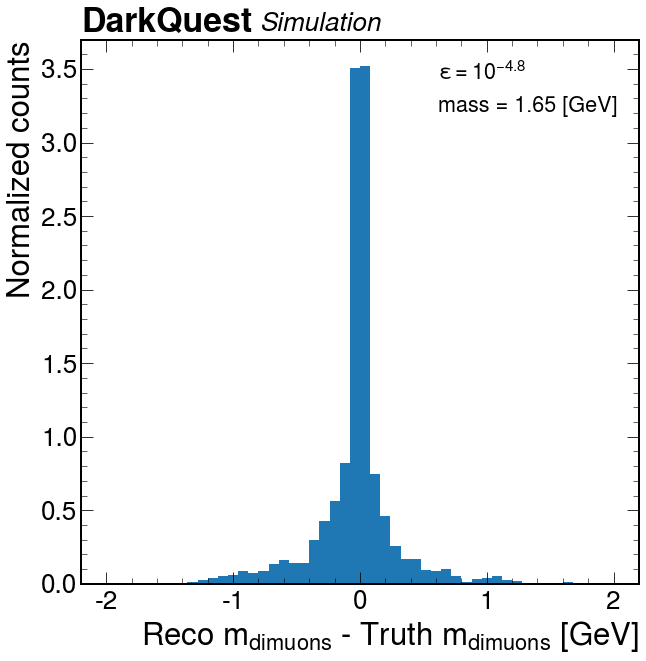 DarkQuest Simulation
ε = 10^−4.8
mass = 1.65 [GeV]
Normalized counts
3.5
3.0
2.5
2.0
1.5
1.0
0.5
0.0
-2 -1 0 1 2
Reco m_dimuons - Truth m_dimuons [GeV]